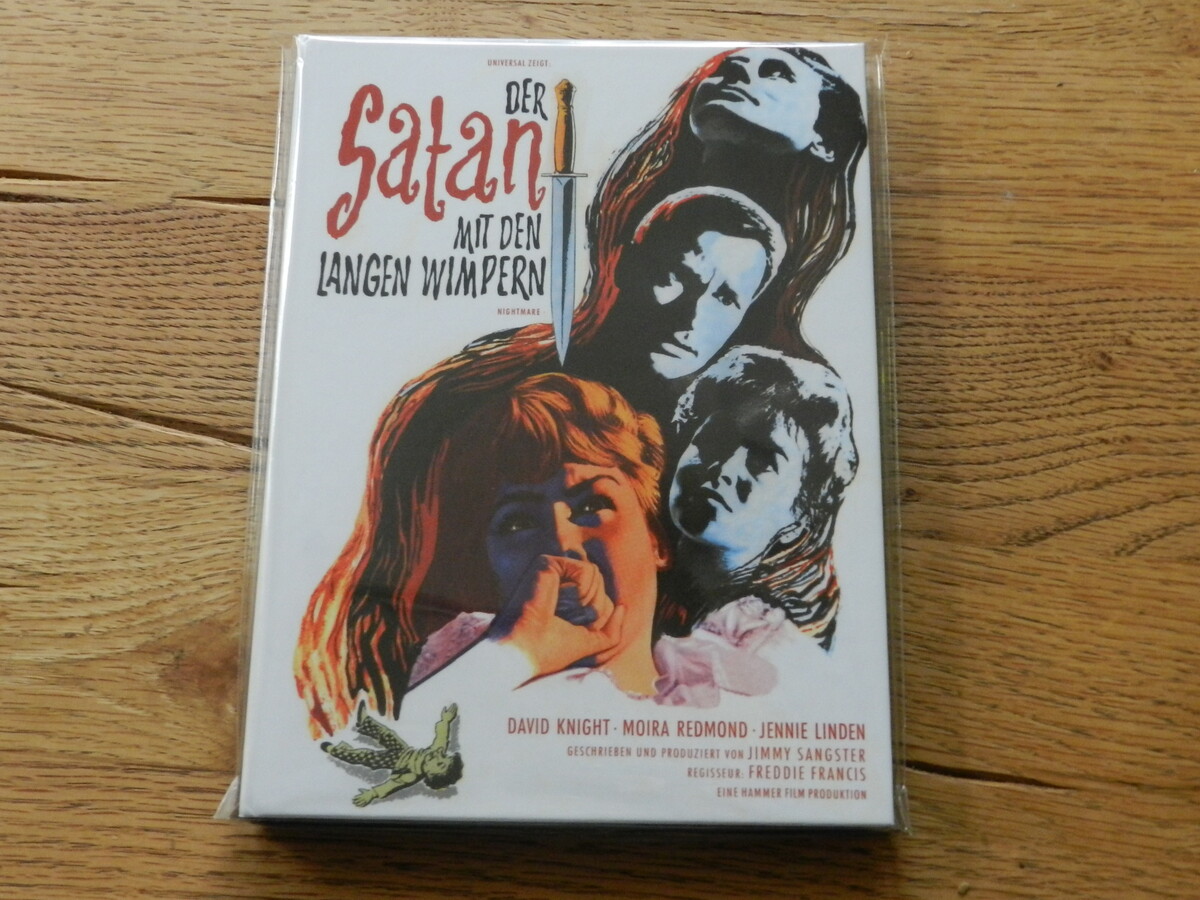 UNIVERSAL ZEIGT:
DER
Satan
MIT DEN
LANGEN WIMPERN
NIGHTMARE
DAVID KNIGHT · MOIRA REDMOND · JENNIE LINDEN
GESCHRIEBEN UND PRODUZIERT VON JIMMY SANGSTER
REGISSEUR: FREDDIE FRANCIS
EINE HAMMER FILM PRODUKTION